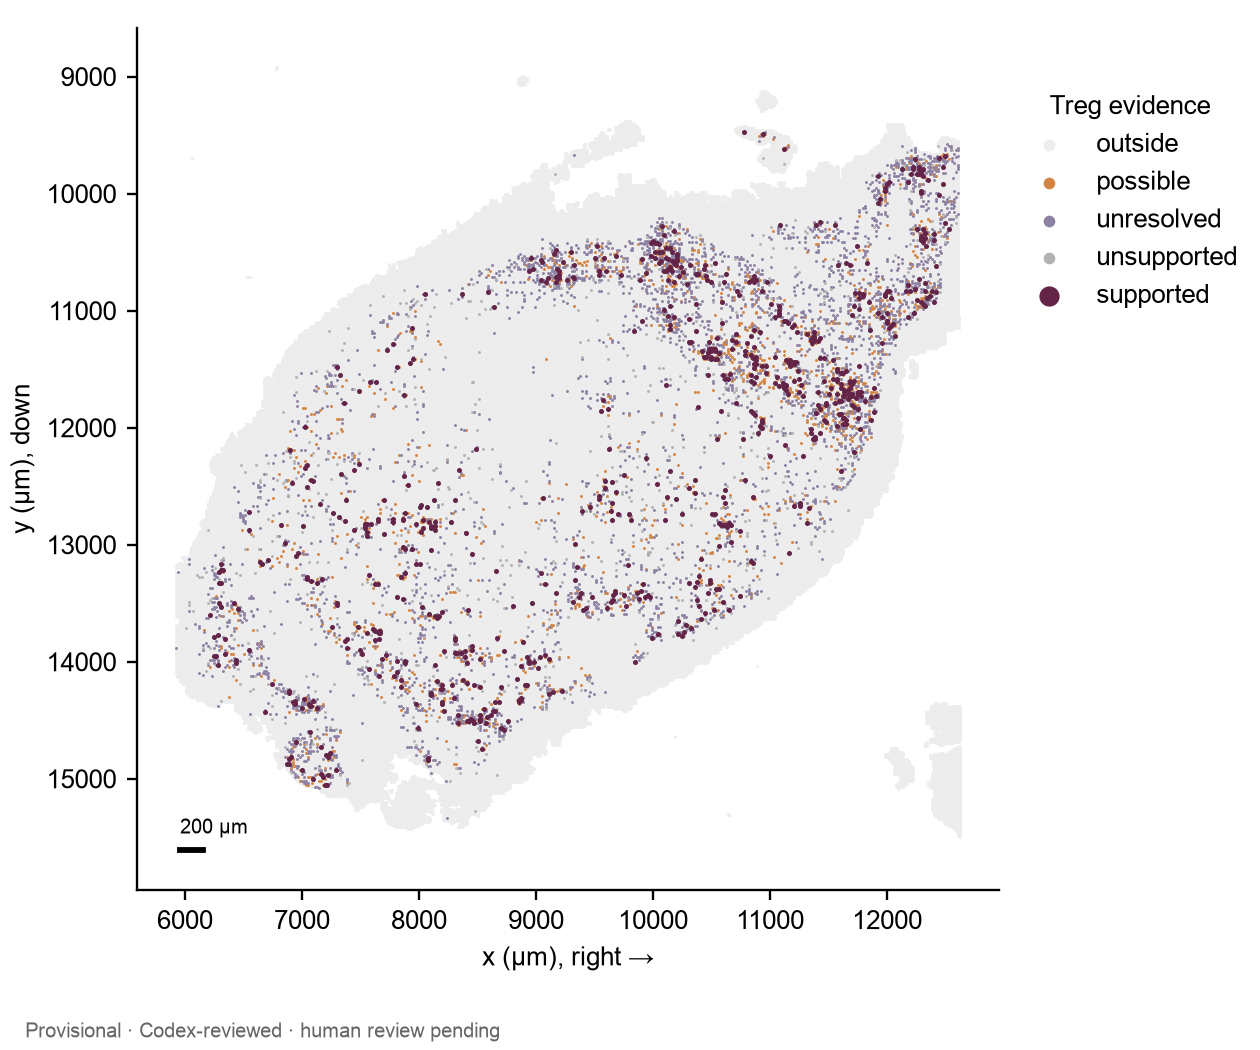 Treg evidence
outside
possible
unresolved
unsupported
supported
9000
10000
11000
12000
13000
14000
15000
y (µm), down
200 µm
6000 7000 8000 9000 10000 11000 12000
x (µm), right →
Provisional · Codex-reviewed · human review pending